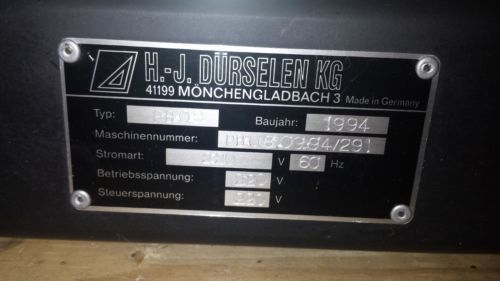 H.-J. DÜRSELEN KG
41199 MÖNCHENGLADBACH 3 Made in Germany
Typ: Baujahr: 1994
Maschinennummer:
Stromart: V 60 Hz
Betriebsspannung: V
Steuerspannung: V